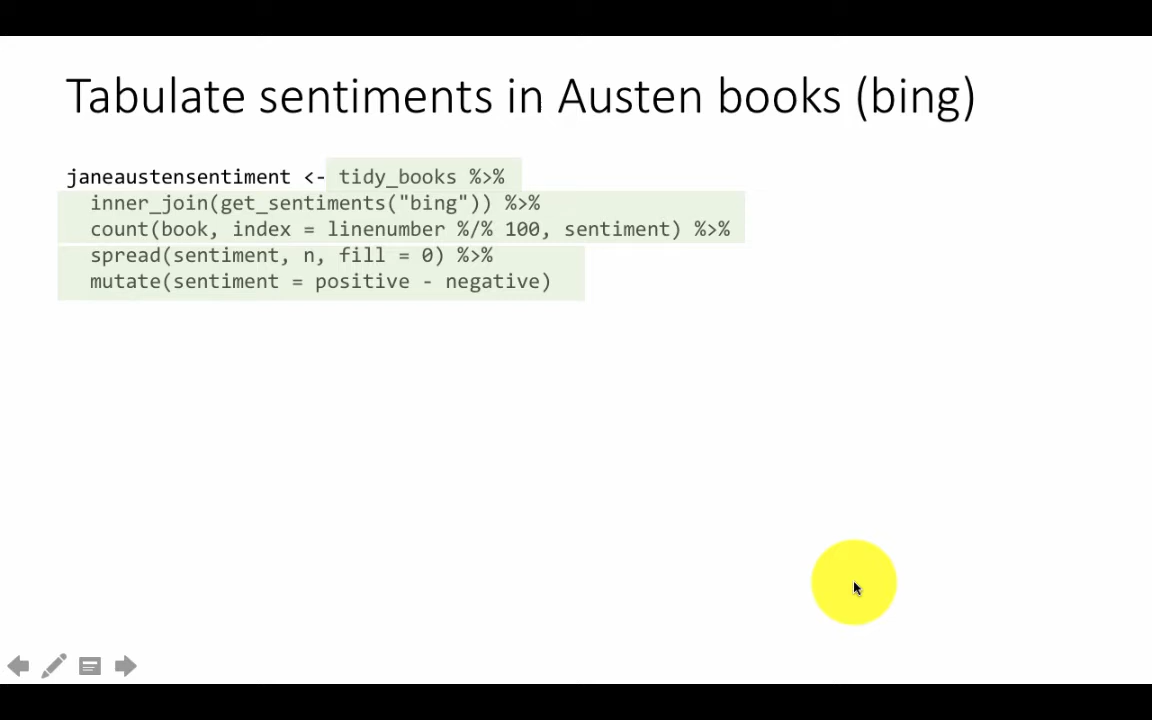 Tabulate sentiments in Austen books (bing)
janeaustensentiment <- tidy_books %>%
inner_join(get_sentiments("bing")) %>%
count(book, index = linenumber %/% 100, sentiment) %>%
spread(sentiment, n, fill = 0) %>%
mutate(sentiment = positive - negative)